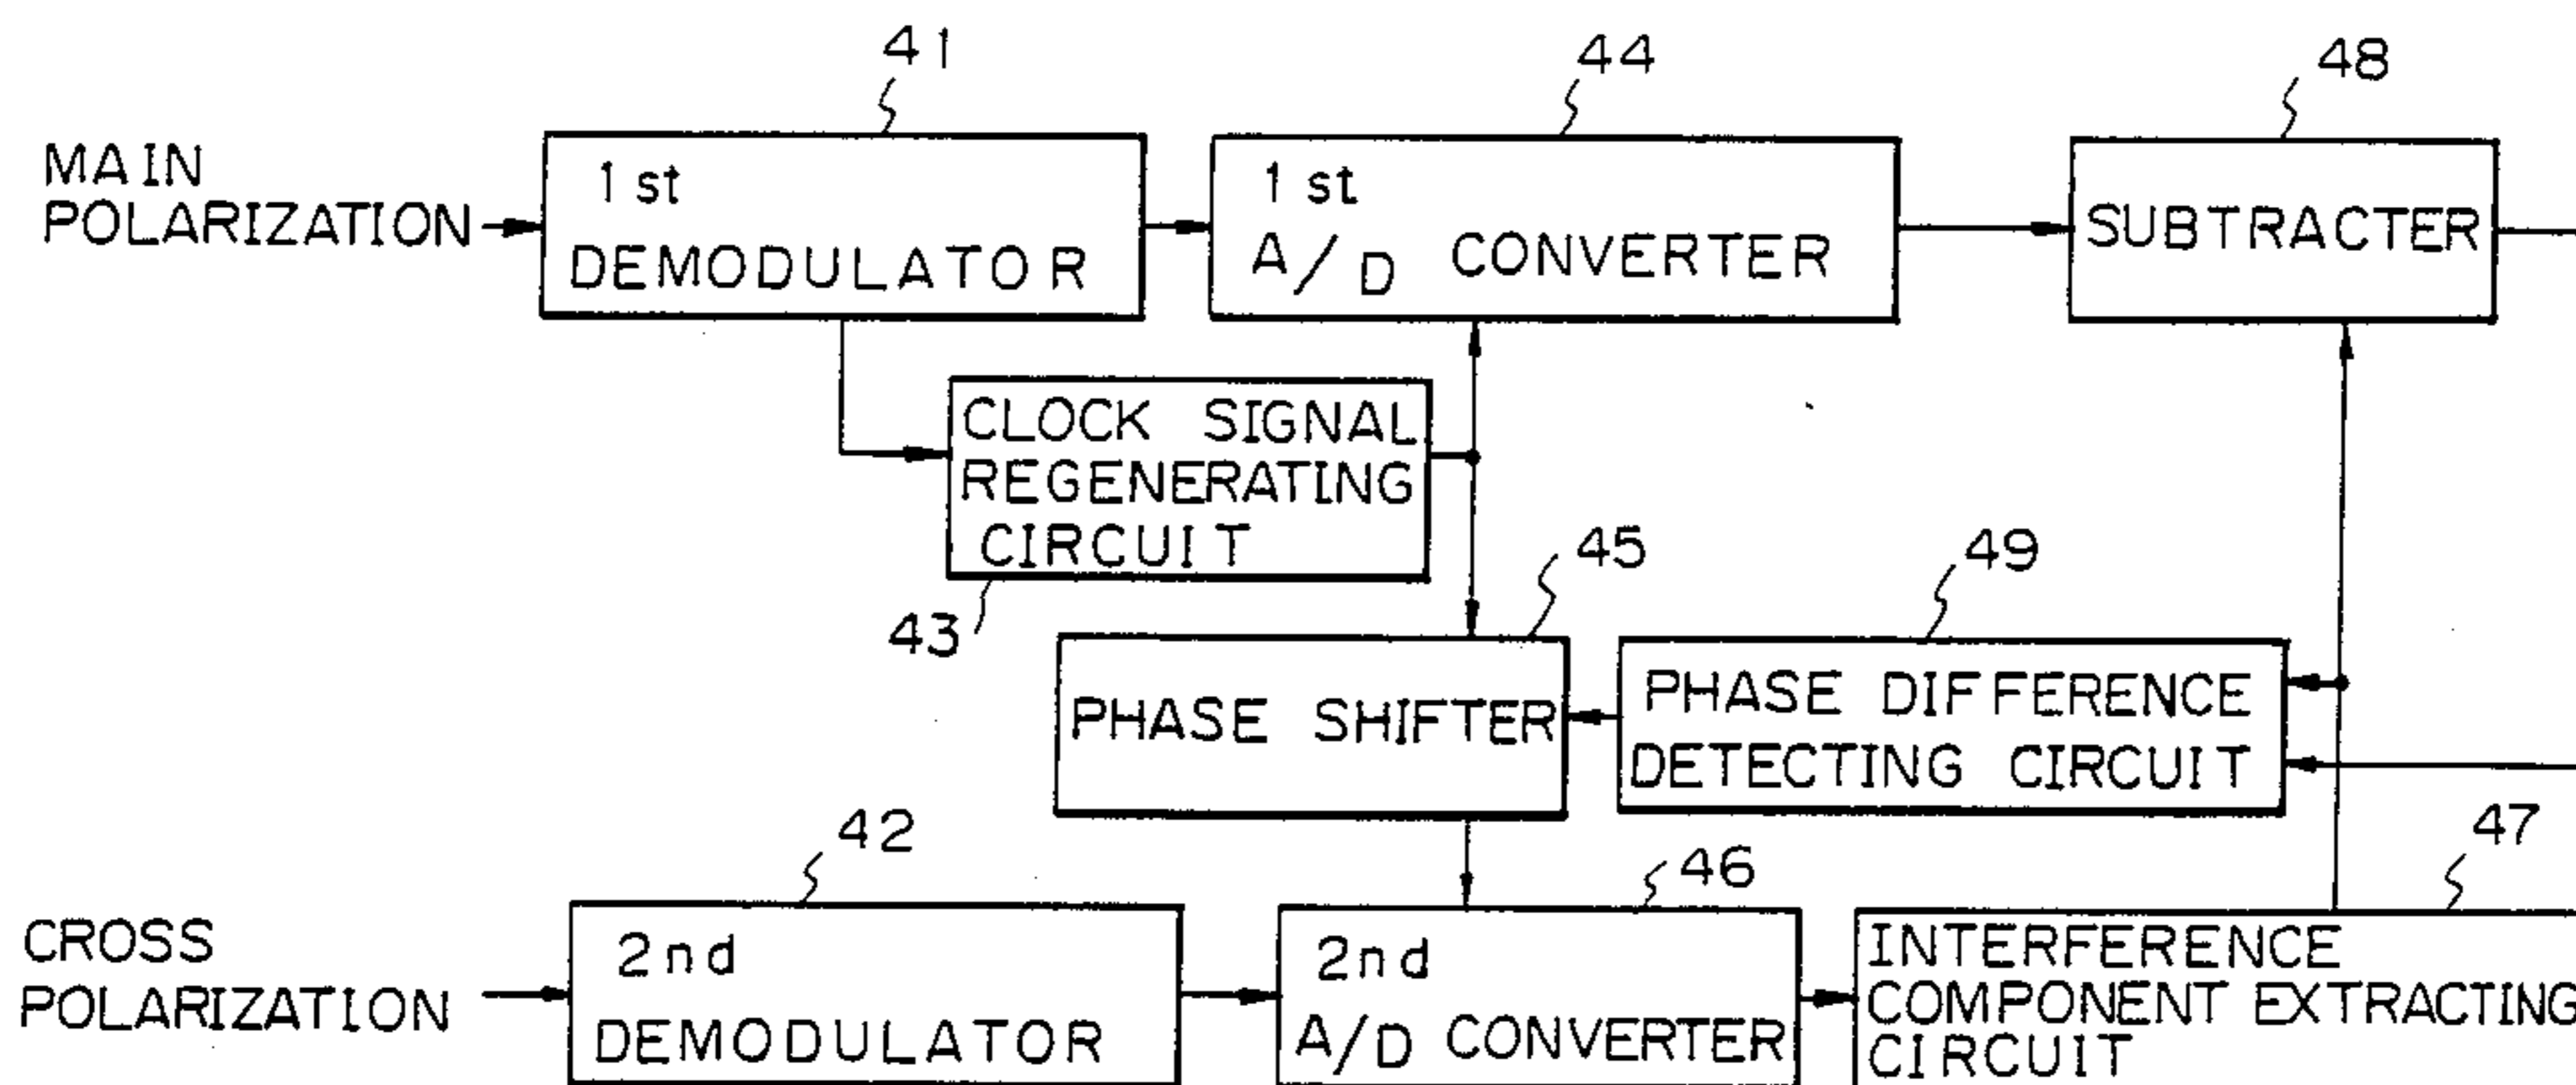 41
44
48
MAIN
POLARIZATION
1st
DEMODULATOR
1st
A/D CONVERTER
SUBTRACTER
CLOCK SIGNAL
REGENERATING
CIRCUIT
43
45
49
PHASE SHIFTER
PHASE DIFFERENCE
DETECTING CIRCUIT
42
46
47
CROSS
POLARIZATION
2nd
DEMODULATOR
2nd
A/D CONVERTER
INTERFERENCE
COMPONENT EXTRACTING
CIRCUIT